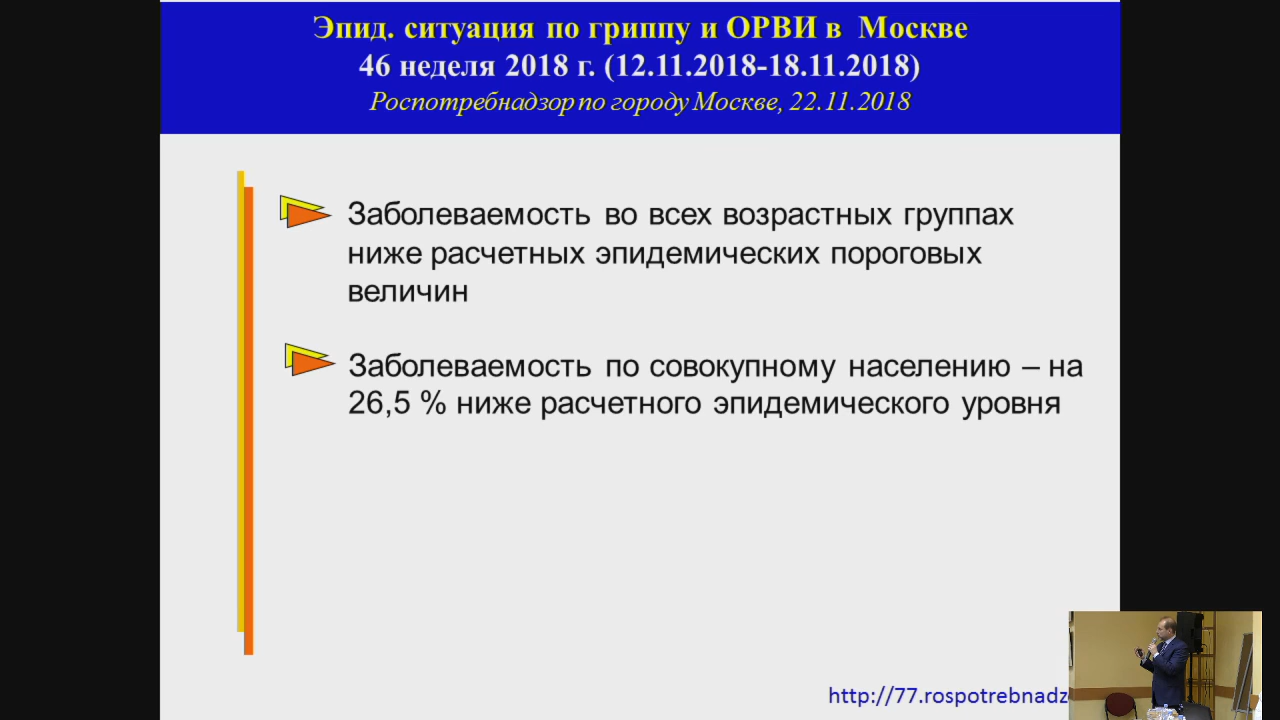 Эпид. ситуация по гриппу и ОРВИ в Москве
46 неделя 2018 г. (12.11.2018-18.11.2018)
Роспотребнадзор по городу Москве, 22.11.2018
Заболеваемость во всех возрастных группах
ниже расчетных эпидемических пороговых
величин
Заболеваемость по совокупному населению – на
26,5 % ниже расчетного эпидемического уровня
http://77.rospotrebnadz